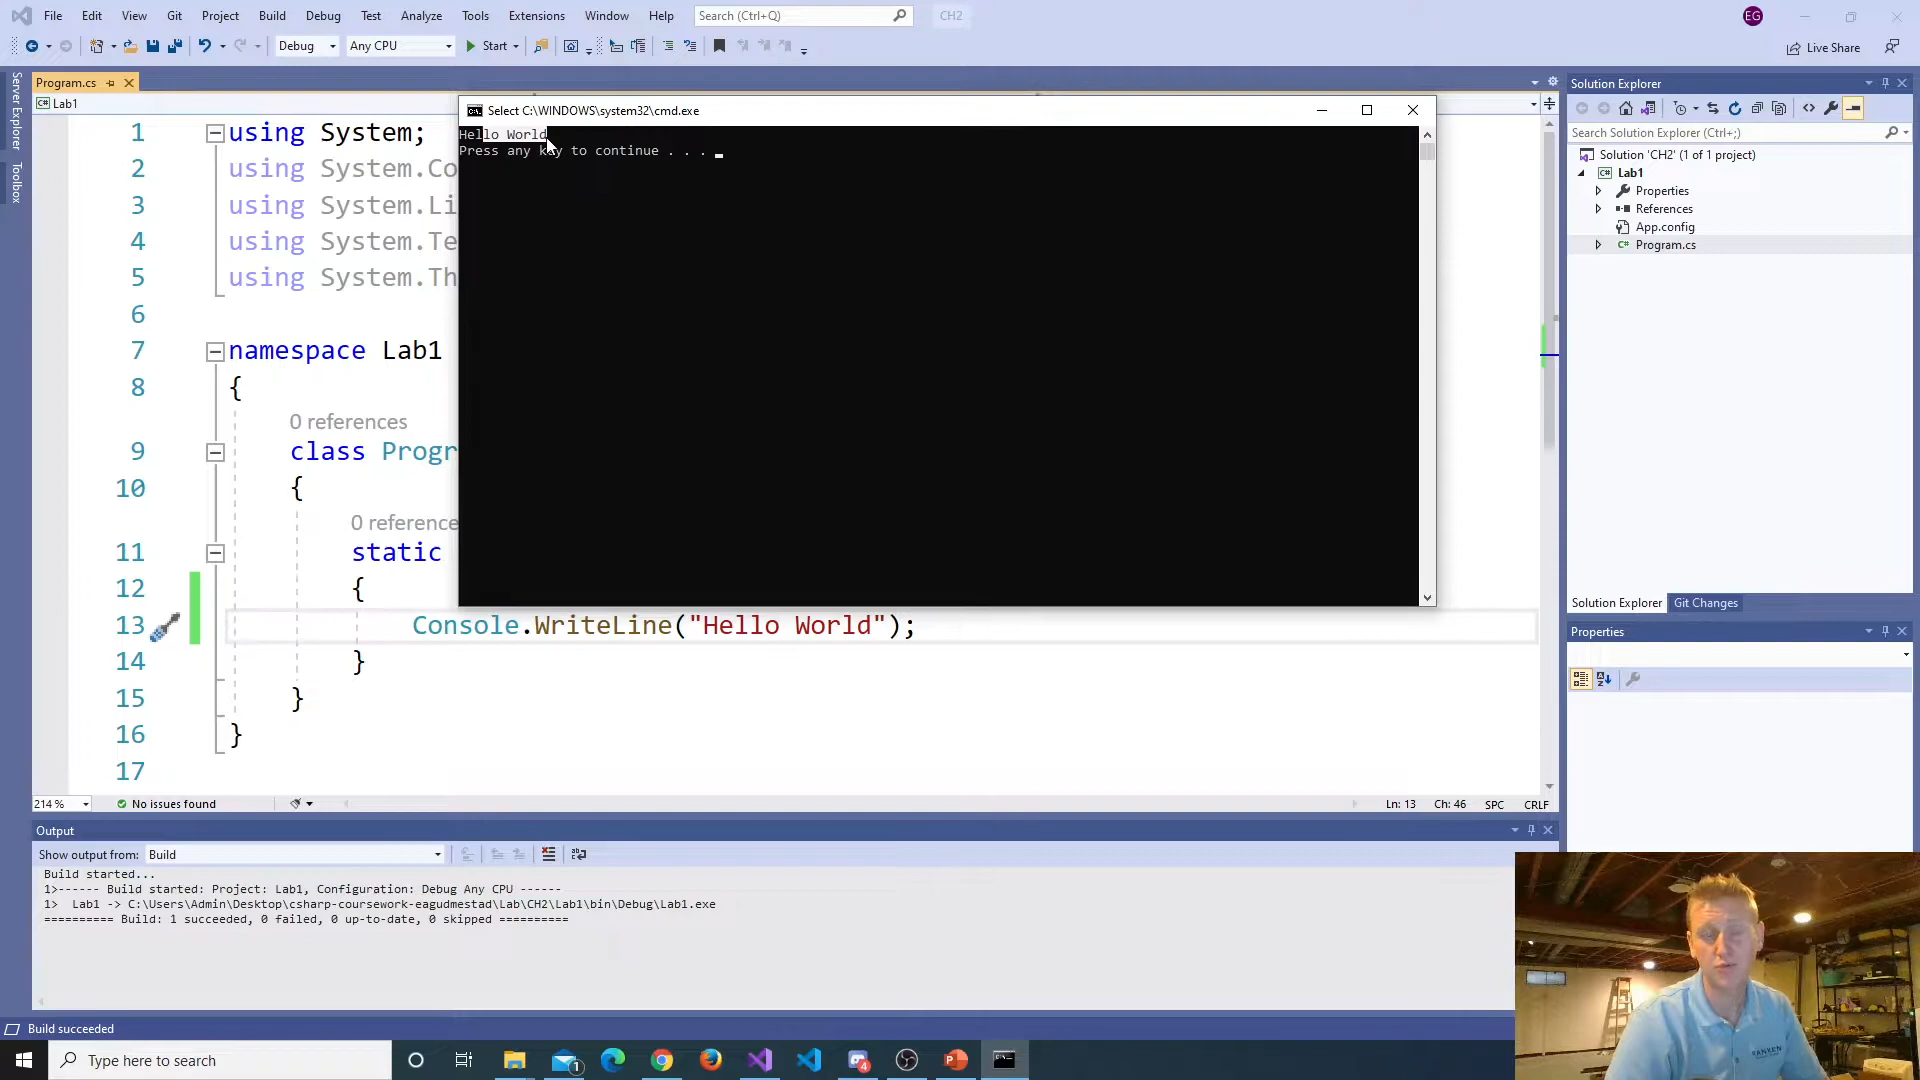 File Edit View Git Project Build Debug Test Analyze Tools Extensions Window Help Search (Ctrl+Q) CH2 EG
Debug Any CPU Start Live Share
Server Explorer
Toolbox
Program.cs
Lab1
Select C:\WINDOWS\system32\cmd.exe
Hello World
Press any key to continue . . .
1 using System;
2 using System.Co
3 using System.Li
4 using System.Te
5 using System.Th
6
7 namespace Lab1
8 {
0 references
9 class Progr
10 {
0 reference
11 static
12 {
13 Console.WriteLine("Hello World");
14 }
15 }
16 }
17
214 % No issues found Ln: 13 Ch: 46 SPC CRLF
Solution Explorer
Search Solution Explorer (Ctrl+;)
Solution 'CH2' (1 of 1 project)
C# Lab1
Properties
References
App.config
C# Program.cs
Solution Explorer Git Changes
Properties
Output
Show output from: Build
Build started...
1>------ Build started: Project: Lab1, Configuration: Debug Any CPU ------
1> Lab1 -> C:\Users\Admin\Desktop\csharp-coursework-eagudmestad\Lab\CH2\Lab1\bin\Debug\Lab1.exe
========== Build: 1 succeeded, 0 failed, 0 up-to-date, 0 skipped ==========
Build succeeded
Type here to search
1
4
RANKEN